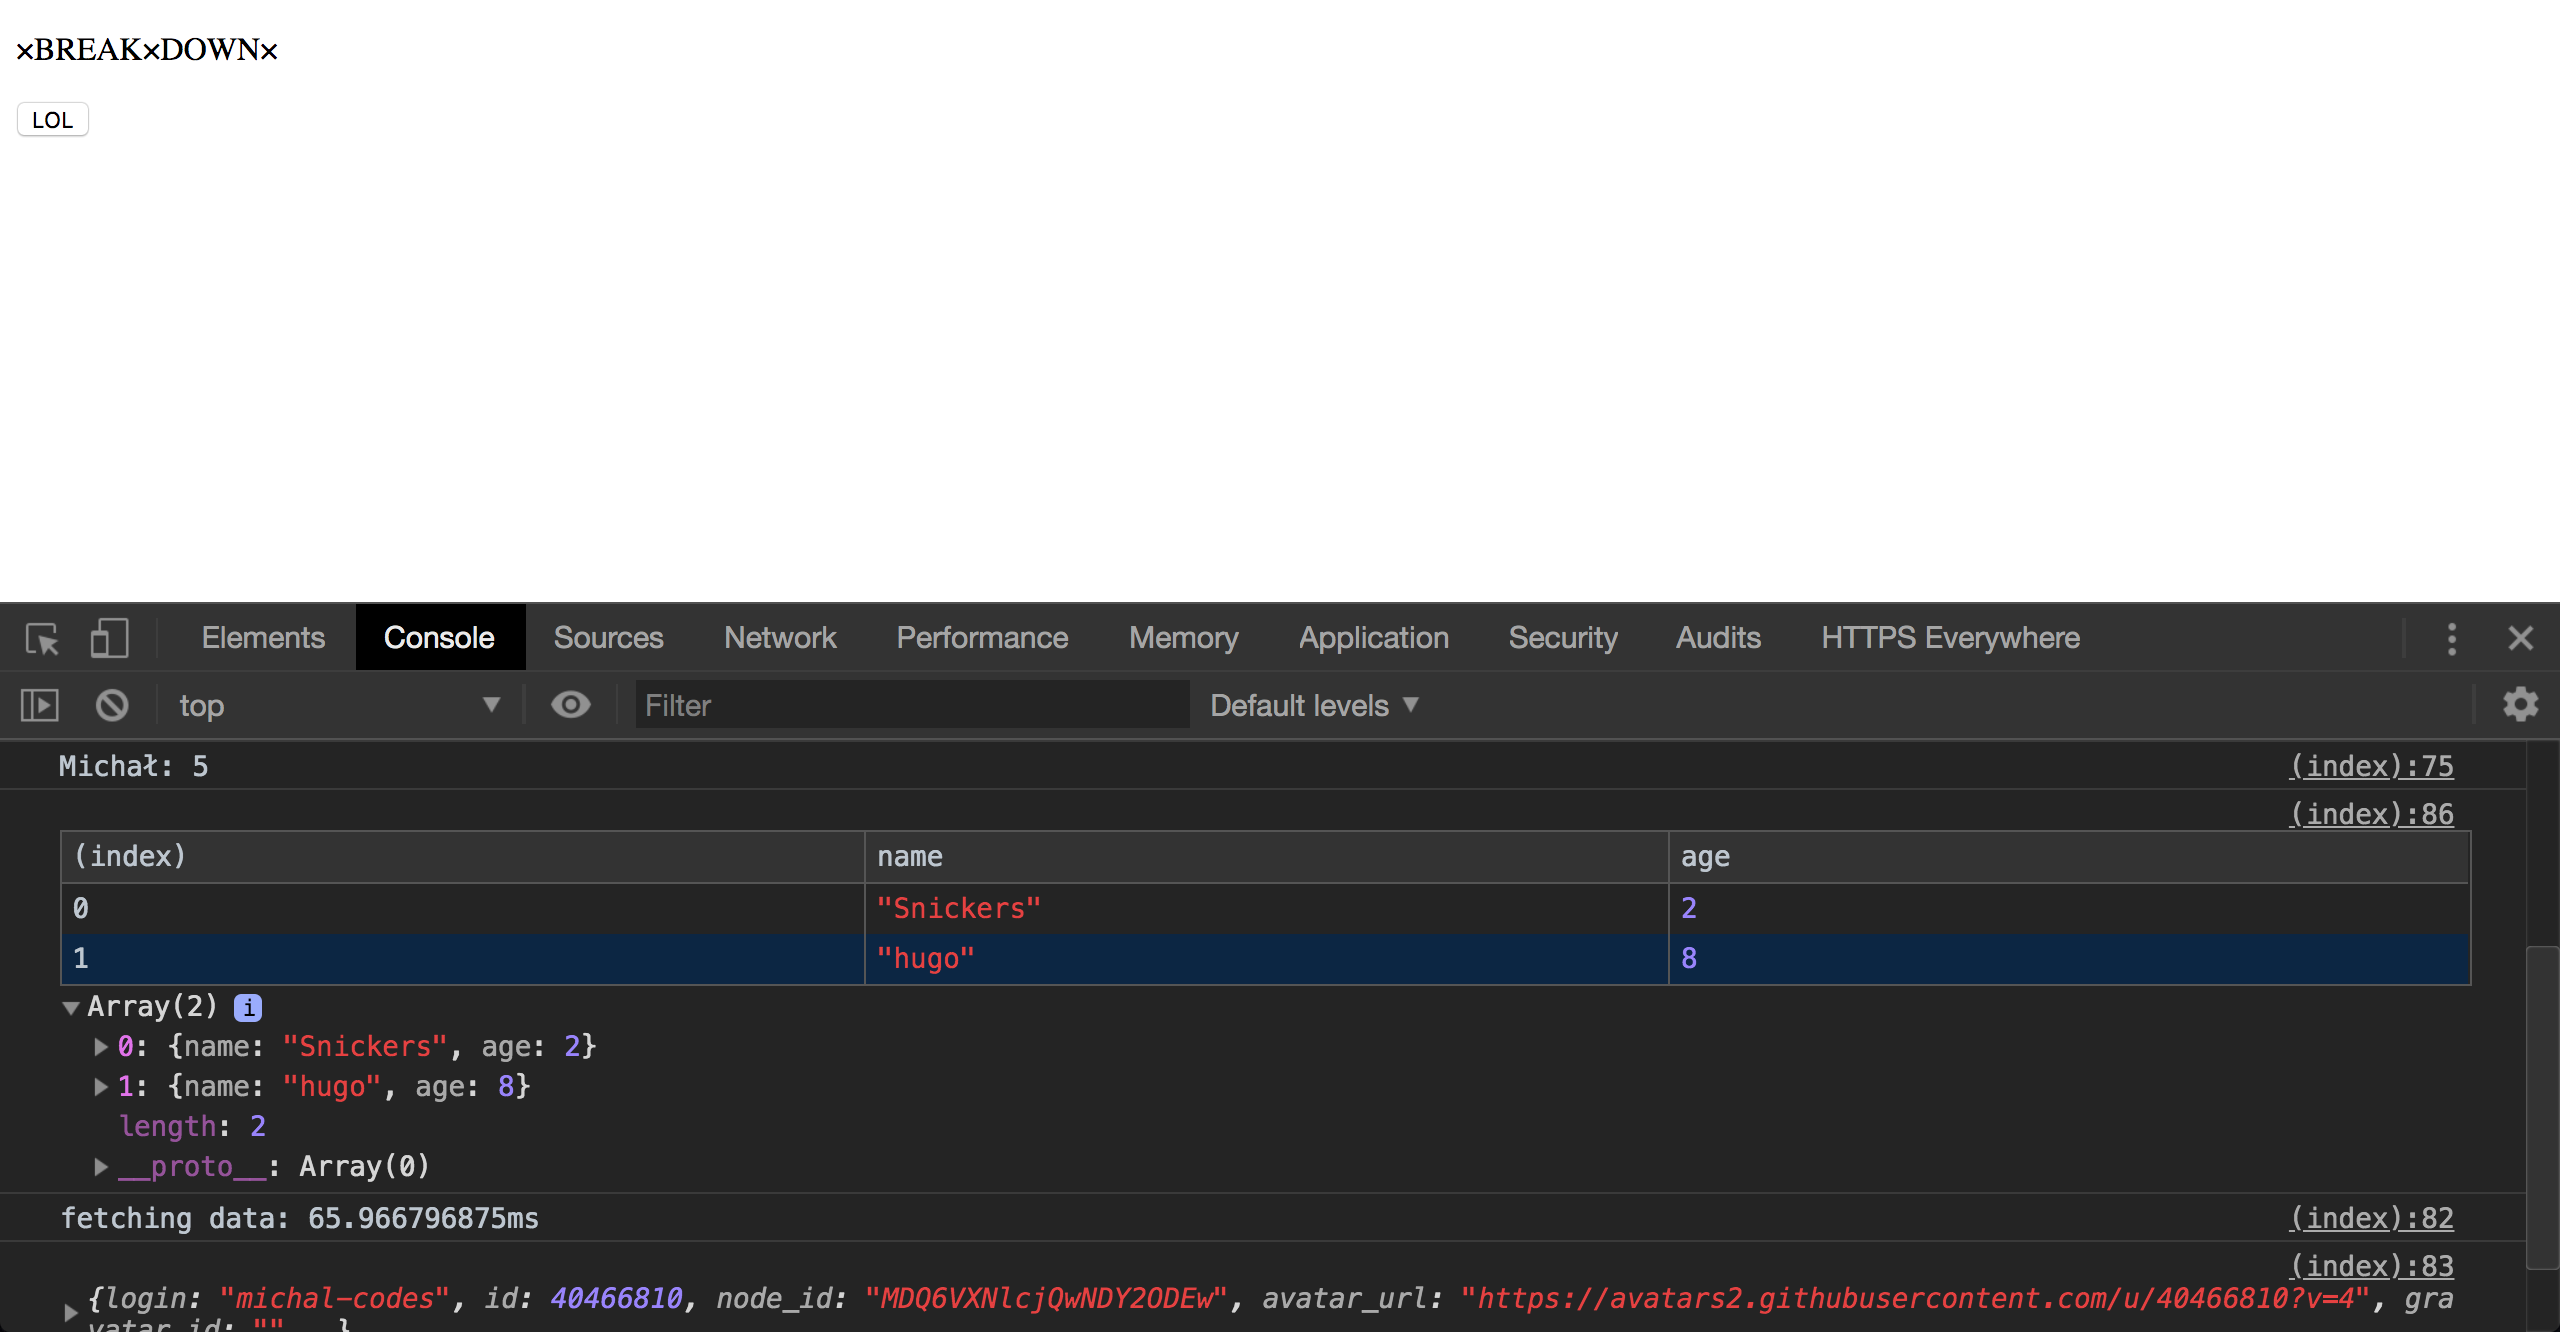 ×BREAK×DOWN×
LOL
Elements Console Sources Network Performance Memory Application Security Audits HTTPS Everywhere
top Filter Default levels
Michał: 5 (index):75
(index):86
(index) name age
0 "Snickers" 2
1 "hugo" 8
Array(2) i
0: {name: "Snickers", age: 2}
1: {name: "hugo", age: 8}
length: 2
__proto__: Array(0)
fetching data: 65.966796875ms (index):82
(index):83
{login: "michal-codes", id: 40466810, node_id: "MDQ6VXNlcjQwNDY2ODEw", avatar_url: "https://avatars2.githubusercontent.com/u/40466810?v=4", gra
vatar_id: "" …}